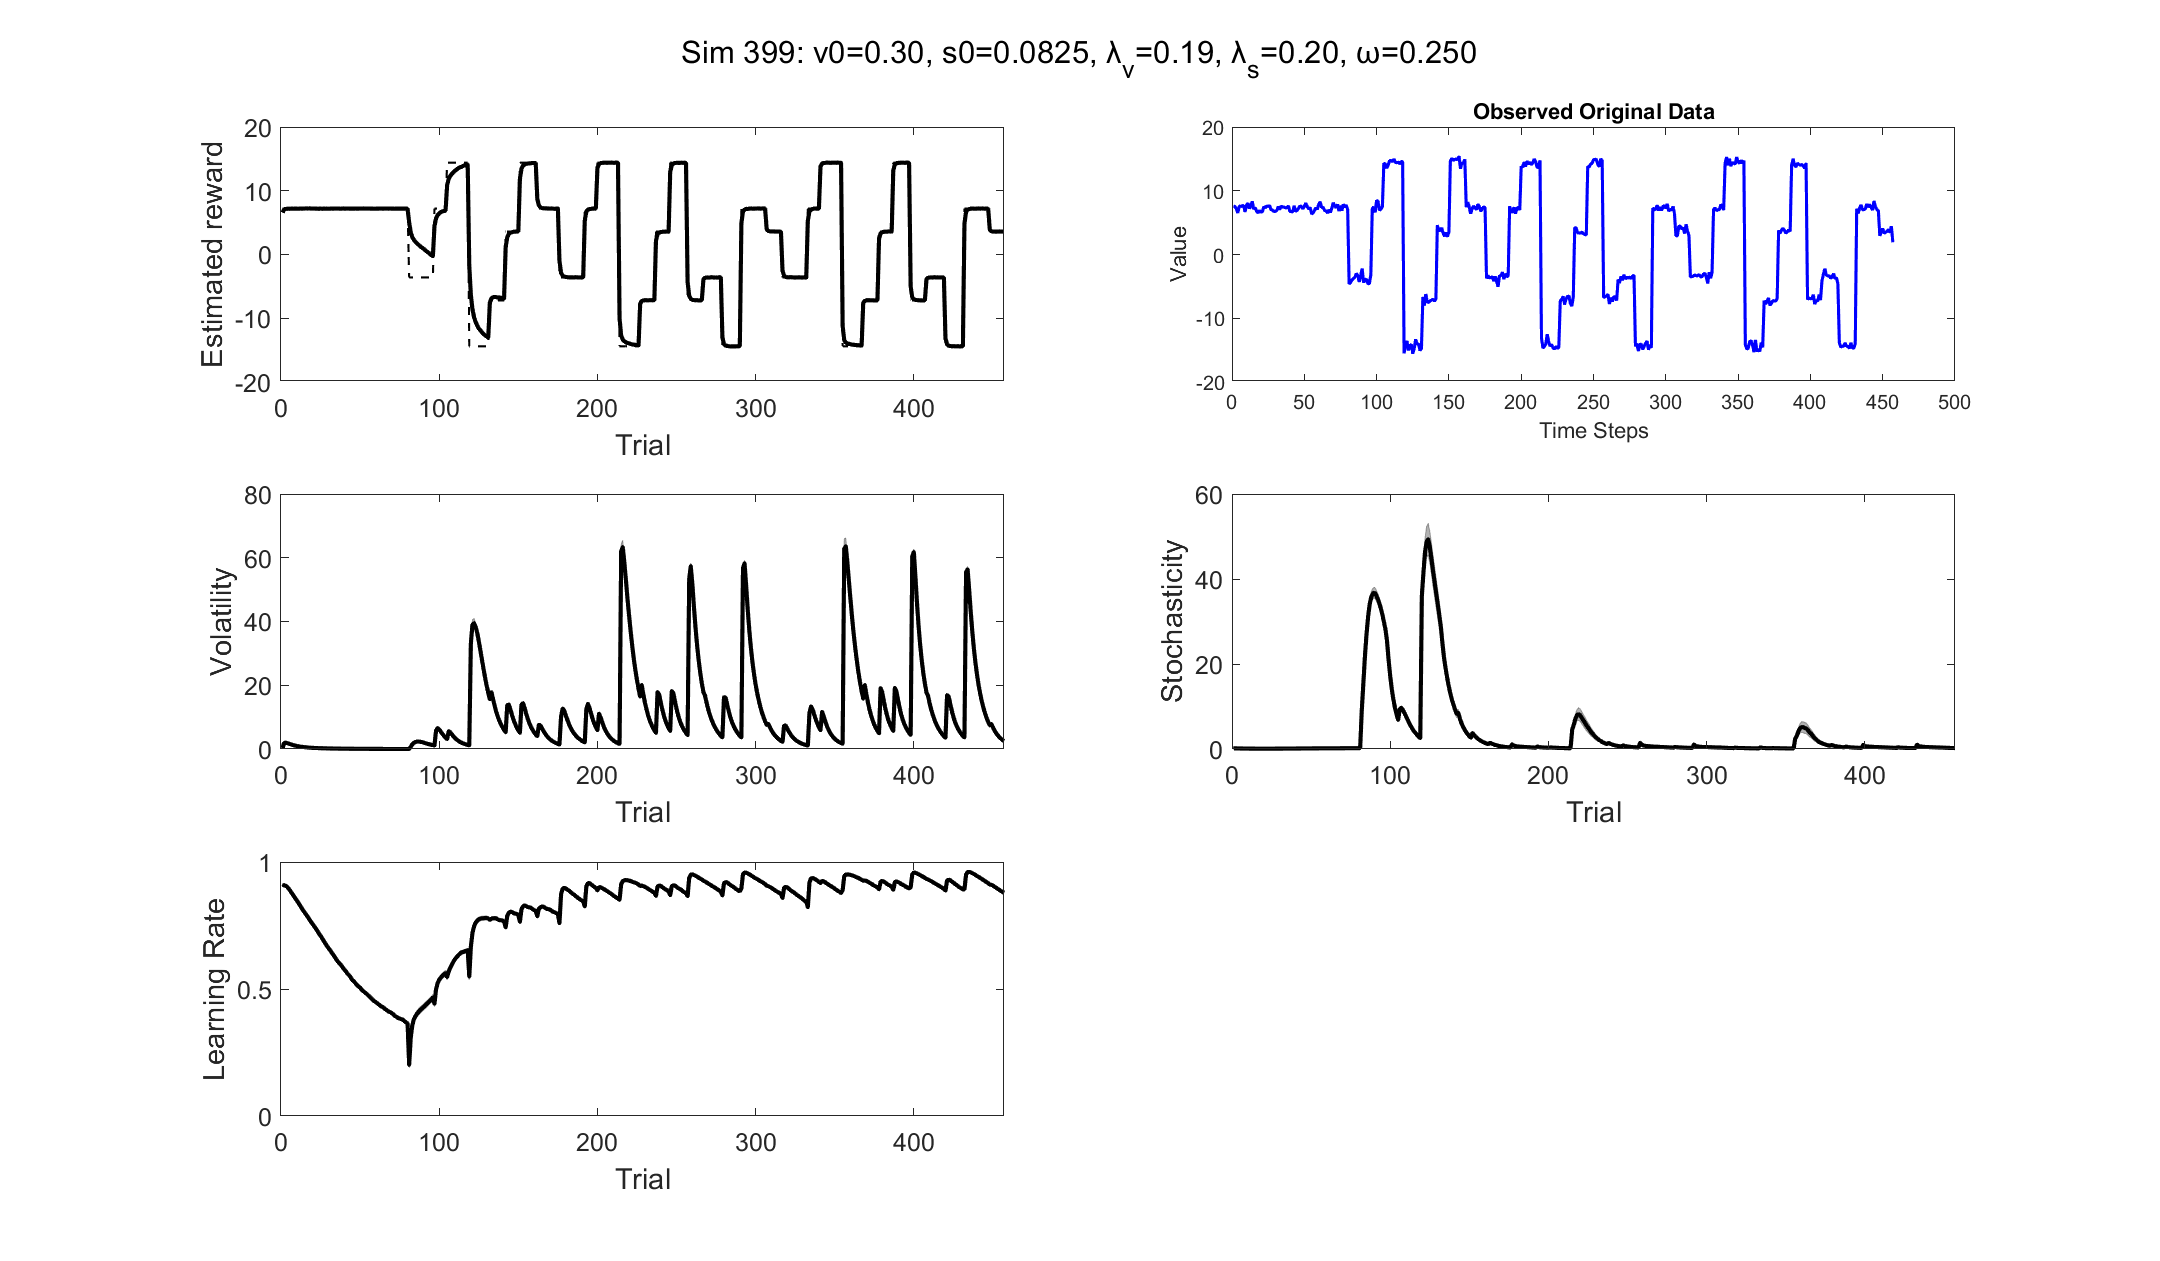 Sim 399: v0=0.30, s0=0.0825, λv=0.19, λs=0.20, ω=0.250
20
10
0
-10
-20
Estimated reward
0 100 200 300 400
Trial
Observed Original Data
20
10
0
-10
-20
Value
0 50 100 150 200 250 300 350 400 450 500
Time Steps
80
60
40
20
0
Volatility
0 100 200 300 400
Trial
60
40
20
0
Stochasticity
0 100 200 300 400
Trial
1
0.5
0
Learning Rate
0 100 200 300 400
Trial